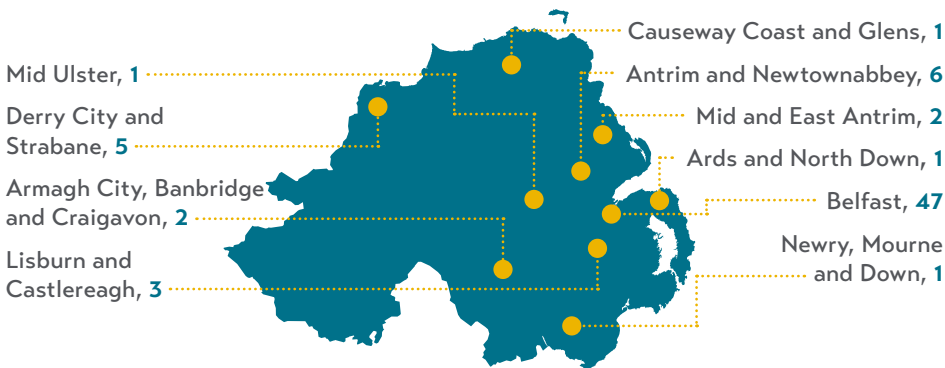 Mid Ulster, 1
Derry City and
Strabane, 5
Armagh City, Banbridge
and Craigavon, 2
Lisburn and
Castlereagh, 3
Causeway Coast and Glens, 1
Antrim and Newtownabbey, 6
Mid and East Antrim, 2
Ards and North Down, 1
Belfast, 47
Newry, Mourne
and Down, 1